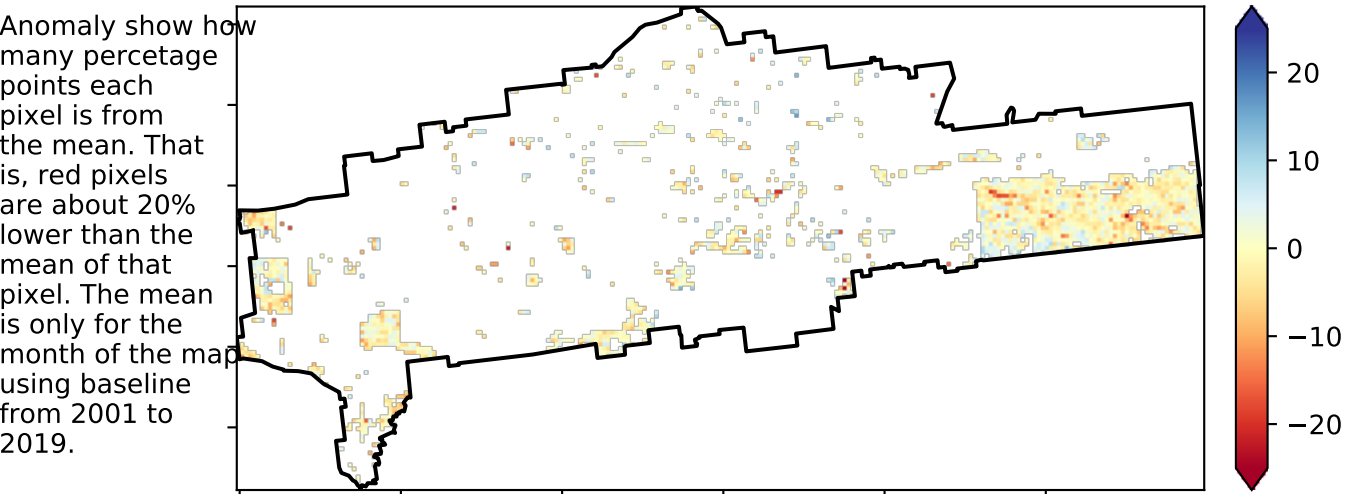 Anomaly show how
many percetage
points each
pixel is from
the mean. That
is, red pixels
are about 20%
lower than the
mean of that
pixel. The mean
is only for the
month of the map
using baseline
from 2001 to
2019.
20
10
0
−10
−20